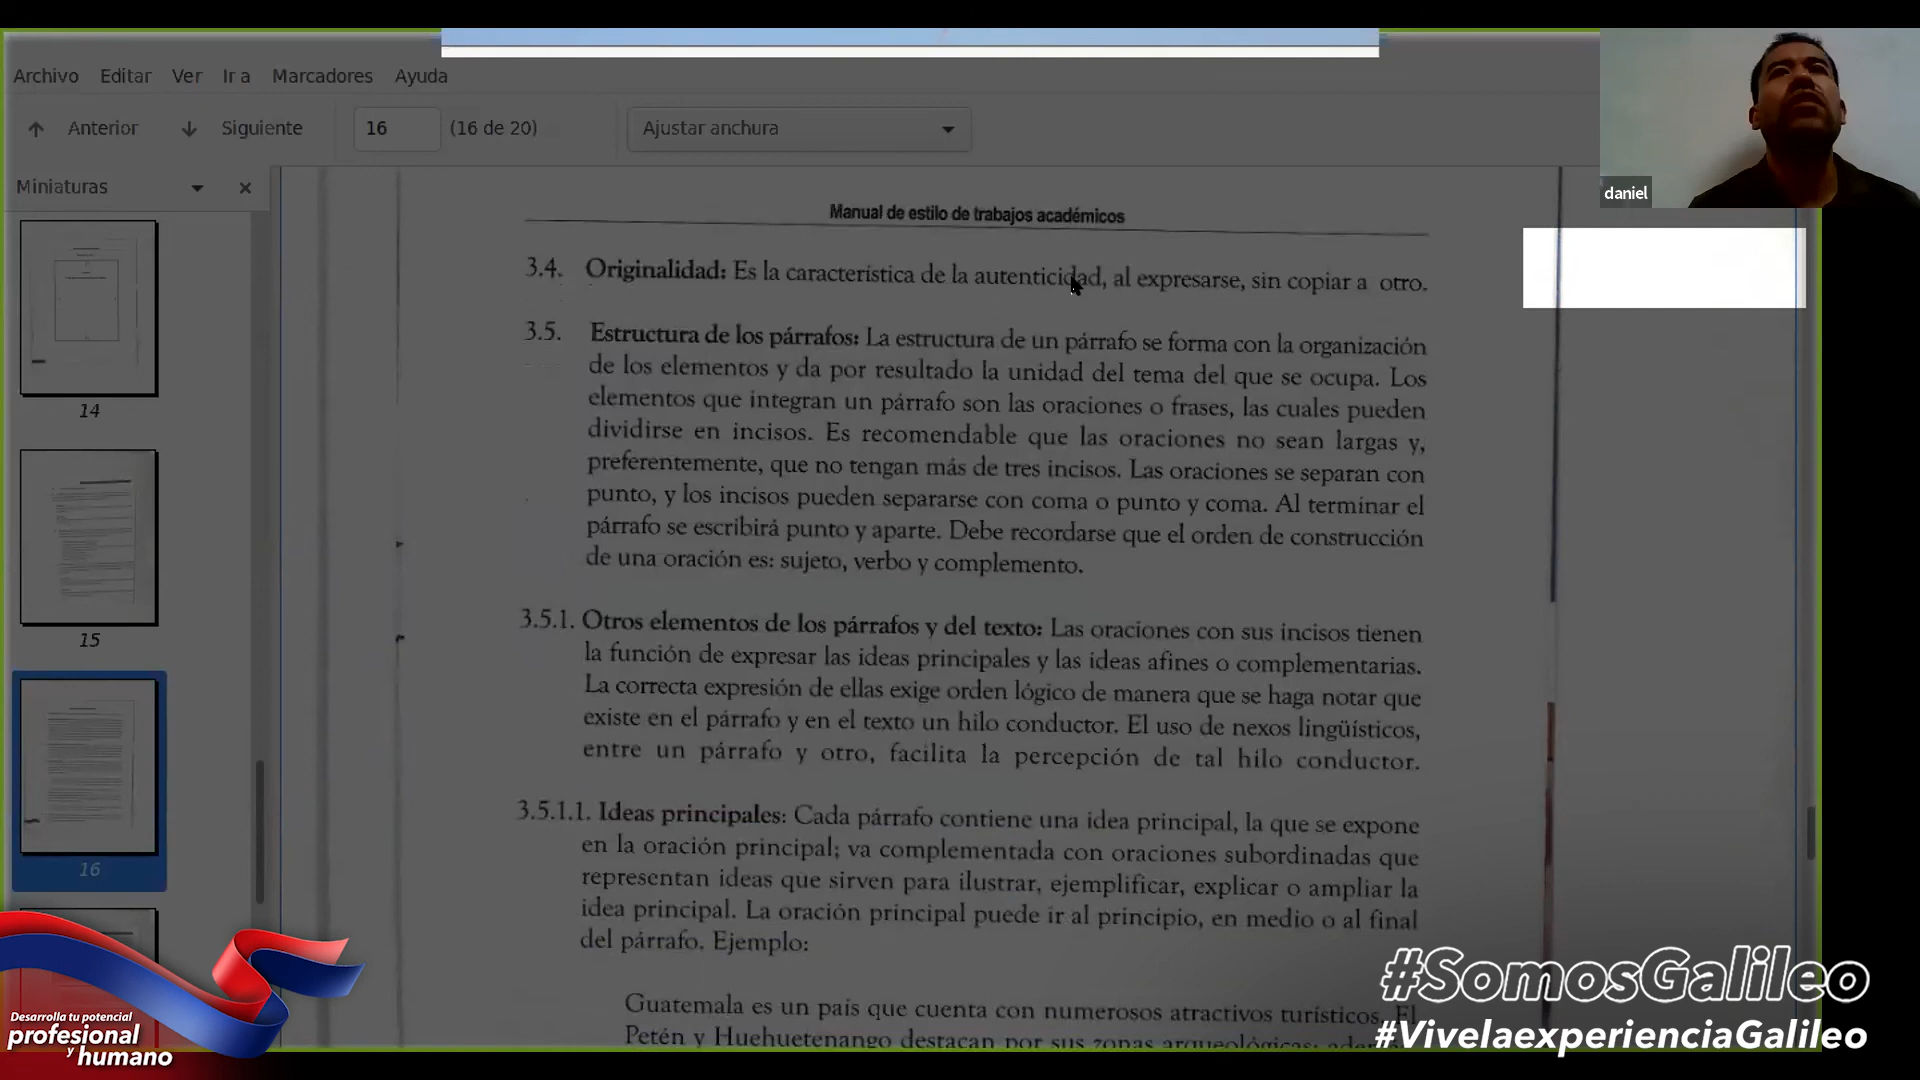 Archivo Editar Ver Ir a Marcadores Ayuda
Anterior Siguiente 16 (16 de 20) Ajustar anchura
Miniaturas
14
15
16
daniel
Manual de estilo de trabajos académicos
3.4. Originalidad: Es la característica de la autenticidad, al expresarse, sin copiar a otro.
3.5. Estructura de los párrafos: La estructura de un párrafo se forma con la organización
de los elementos y da por resultado la unidad del tema del que se ocupa. Los
elementos que integran un párrafo son las oraciones o frases, las cuales pueden
dividirse en incisos. Es recomendable que las oraciones no sean largas y,
preferentemente, que no tengan más de tres incisos. Las oraciones se separan con
punto, y los incisos pueden separarse con coma o punto y coma. Al terminar el
párrafo se escribirá punto y aparte. Debe recordarse que el orden de construcción
de una oración es: sujeto, verbo y complemento.
3.5.1. Otros elementos de los párrafos y del texto: Las oraciones con sus incisos tienen
la función de expresar las ideas principales y las ideas afines o complementarias.
La correcta expresión de ellas exige orden lógico de manera que se haga notar que
existe en el párrafo y en el texto un hilo conductor. El uso de nexos lingüísticos,
entre un párrafo y otro, facilita la percepción de tal hilo conductor.
3.5.1.1. Ideas principales: Cada párrafo contiene una idea principal, la que se expone
en la oración principal; va complementada con oraciones subordinadas que
representan ideas que sirven para ilustrar, ejemplificar, explicar o ampliar la
idea principal. La oración principal puede ir al principio, en medio o al final
del párrafo. Ejemplo:
Guatemala es un país que cuenta con numerosos atractivos turísticos. El
Petén y Huehuetenango destacan por sus zonas arqueológicas;
Desarrolla tu potencial
profesional
y
humano
#SomosGalileo
#VivelaexperienciaGalileo